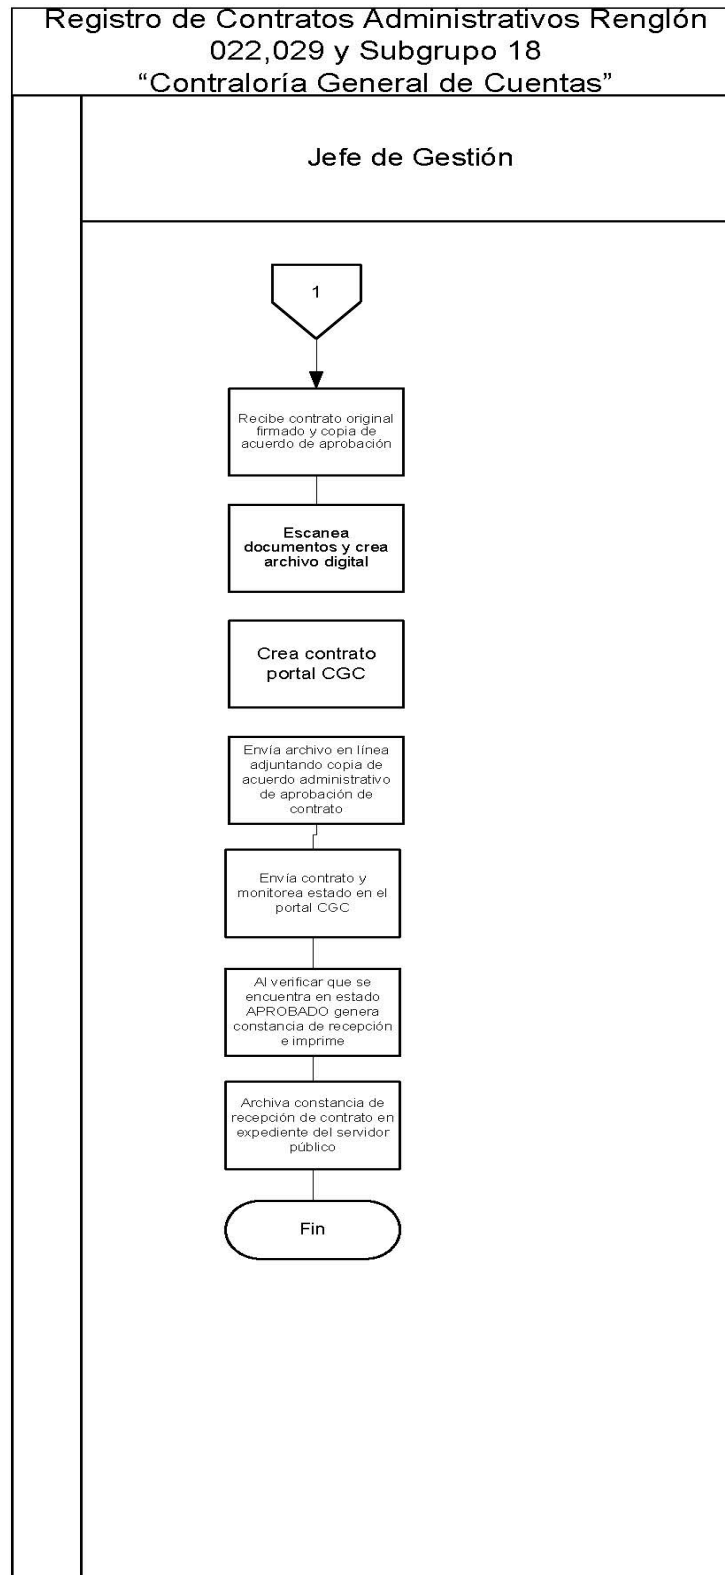 Registro de Contratos Administrativos Renglón
022,029 y Subgrupo 18
“Contraloría General de Cuentas”
Jefe de Gestión
1
Recibe contrato original
firmado y copia de
acuerdo de aprobación
Escanea
documentos y crea
archivo digital
Crea contrato
portal CGC
Envía archivo en línea
adjuntando copia de
acuerdo administrativo
de aprobación de
contrato
Envía contrato y
monitorea estado en el
portal CGC
Al verificar que se
encuentra en estado
APROBADO genera
constancia de recepción
e imprime
Archiva constancia de
recepción de contrato en
expediente del servidor
público
Fin